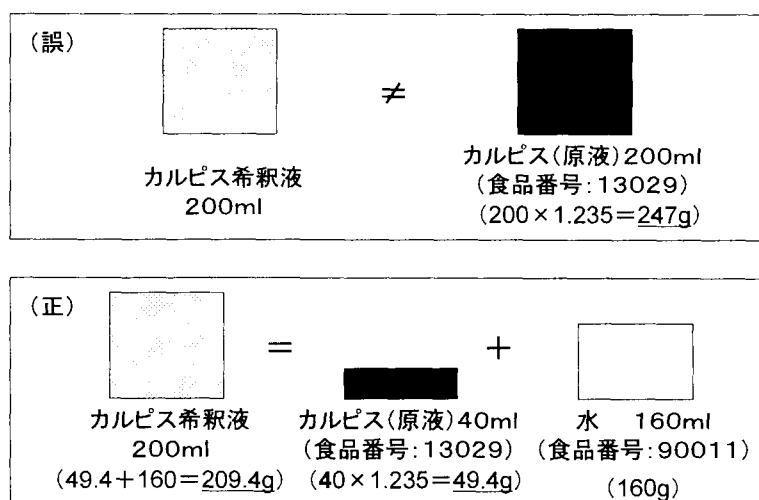 (誤)
≠
カルピス希釈液
200ml
カルピス(原液)200ml
(食品番号:13029)
(200×1.235=247g)
(正)
=
+
カルピス希釈液
200ml
(49.4+160=209.4g)
カルピス(原液)40ml
(食品番号:13029)
(40×1.235=49.4g)
水 160ml
(食品番号:90011)
(160g)